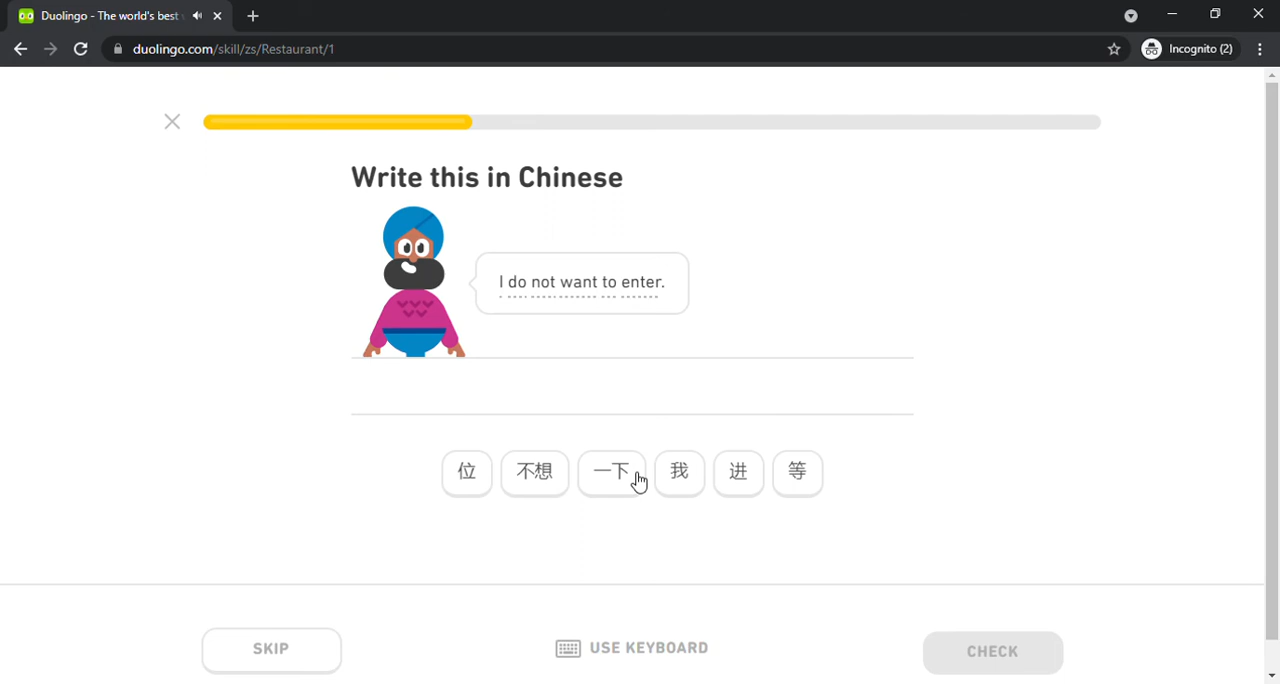 Duolingo - The world's best
duolingo.com/skill/zs/Restaurant/1
Incognito (2)
Write this in Chinese
I do not want to enter.
位 不想 一下 我 进 等
SKIP
USE KEYBOARD
CHECK